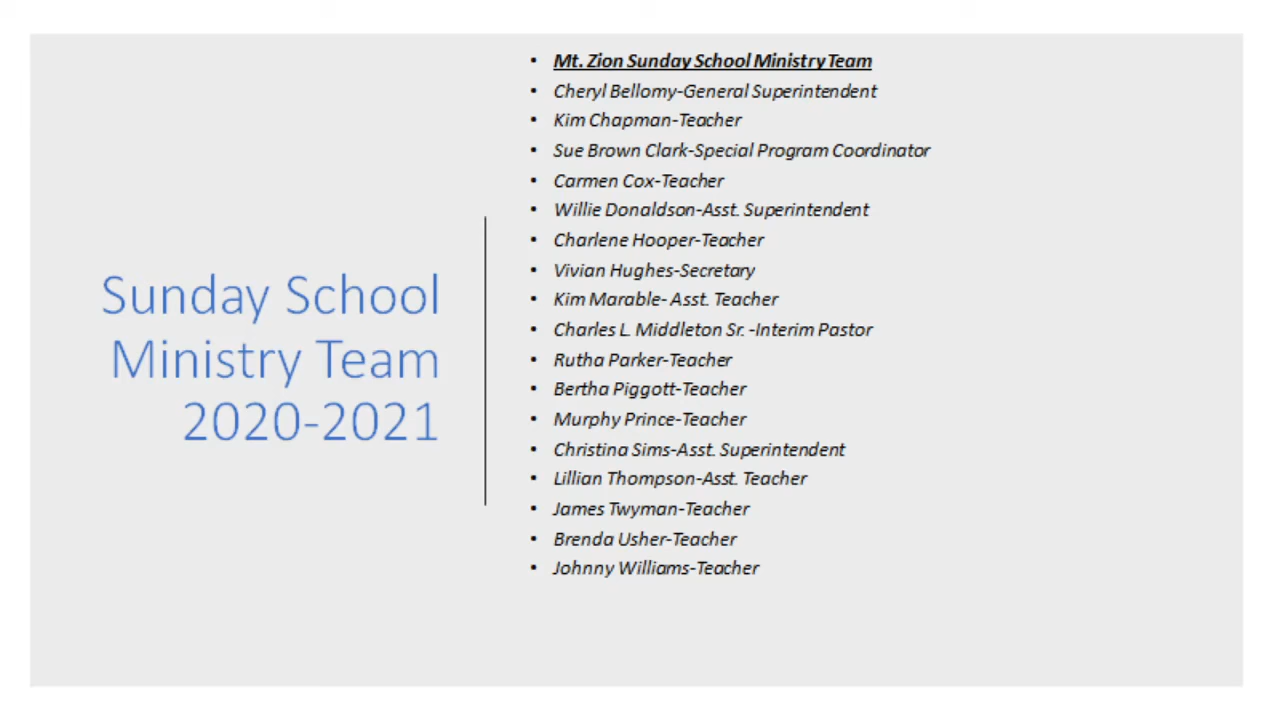 Sunday School
Ministry Team
2020-2021
• Mt. Zion Sunday School Ministry Team
• Cheryl Bellomy-General Superintendent
• Kim Chapman-Teacher
• Sue Brown Clark-Special Program Coordinator
• Carmen Cox-Teacher
• Willie Donaldson-Asst. Superintendent
• Charlene Hooper-Teacher
• Vivian Hughes-Secretary
• Kim Marable- Asst. Teacher
• Charles L. Middleton Sr. -Interim Pastor
• Rutha Parker-Teacher
• Bertha Piggott-Teacher
• Murphy Prince-Teacher
• Christina Sims-Asst. Superintendent
• Lillian Thompson-Asst. Teacher
• James Twyman-Teacher
• Brenda Usher-Teacher
• Johnny Williams-Teacher